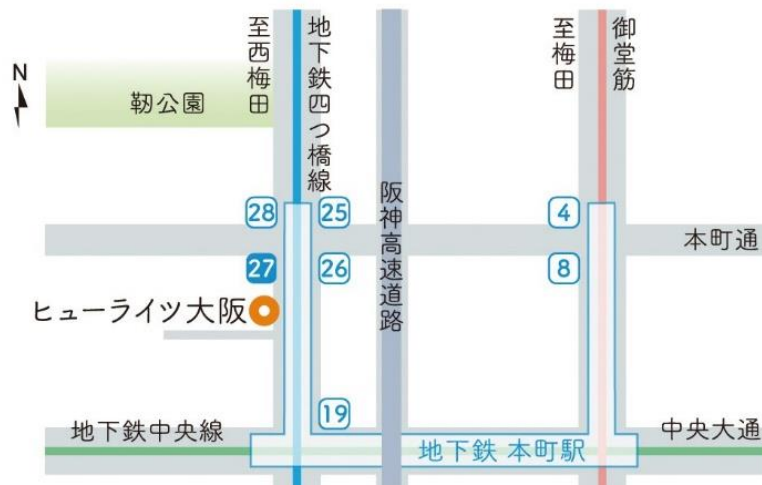 N
至西梅田
地下鉄四つ橋線
至梅田
御堂筋
靭公園
阪神高速道路
28
25
4
本町通
27
26
8
ヒューライツ大阪
19
地下鉄中央線
地下鉄 本町駅
中央大通